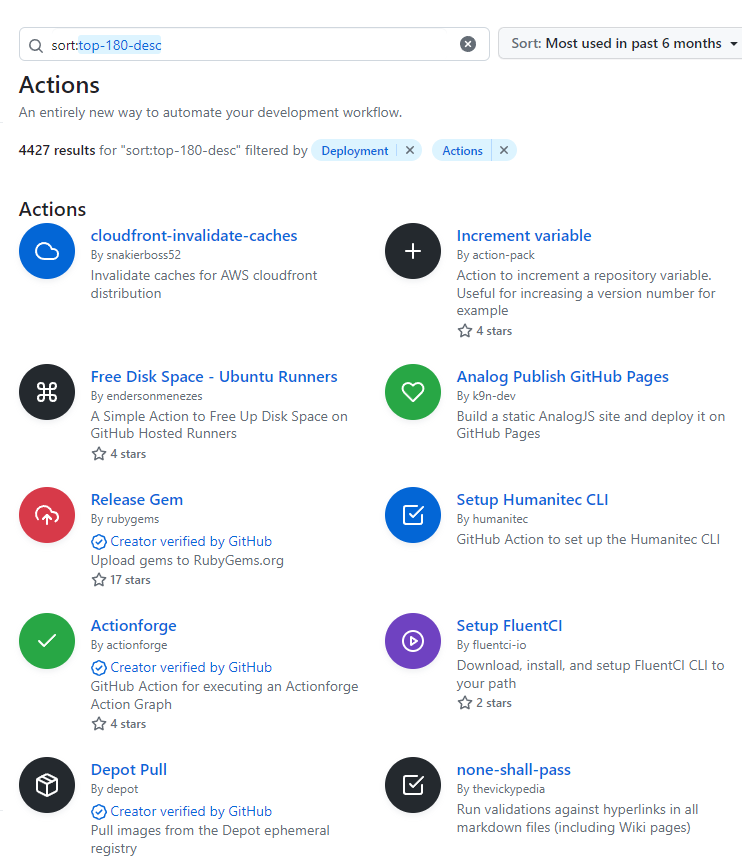 sort:top-180-desc
Sort: Most used in past 6 months
Actions
An entirely new way to automate your development workflow.
4427 results for "sort:top-180-desc" filtered by Deployment Actions
Actions
cloudfront-invalidate-caches
By snakierboss52
Invalidate caches for AWS cloudfront
distribution
Increment variable
By action-pack
Action to increment a repository variable.
Useful for increasing a version number for
example
4 stars
Free Disk Space - Ubuntu Runners
By endersonmenezes
A Simple Action to Free Up Disk Space on
GitHub Hosted Runners
4 stars
Analog Publish GitHub Pages
By k9n-dev
Build a static AnalogJS site and deploy it on
GitHub Pages
Release Gem
By rubygems
Creator verified by GitHub
Upload gems to RubyGems.org
17 stars
Setup Humanitec CLI
By humanitec
GitHub Action to set up the Humanitec CLI
Actionforge
By actionforge
Creator verified by GitHub
GitHub Action for executing an Actionforge
Action Graph
4 stars
Setup FluentCI
By fluentci-io
Download, install, and setup FluentCI CLI to
your path
2 stars
Depot Pull
By depot
Creator verified by GitHub
Pull images from the Depot ephemeral
registry
none-shall-pass
By thevickypedia
Run validations against hyperlinks in all
markdown files (including Wiki pages)